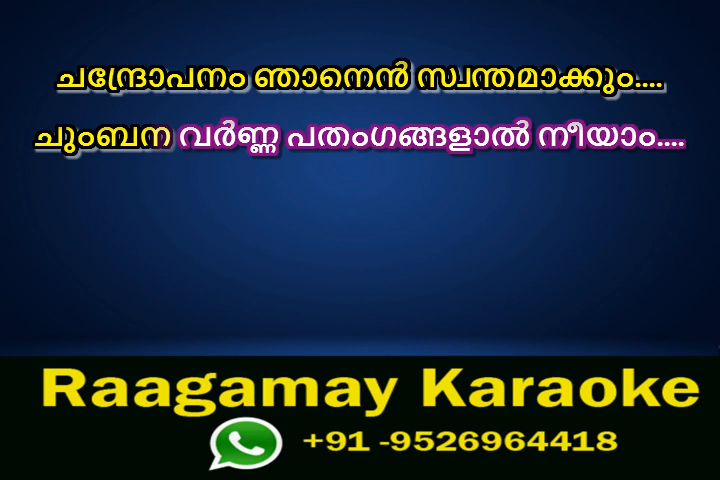 ചന്ദ്രോപനം ഞാനെൻ സ്വന്തമാക്കും....
ചുംബന വർണ്ണ പതംഗങ്ങളാൽ നീയാം....
Raagamay Karaoke
+91 -9526964418